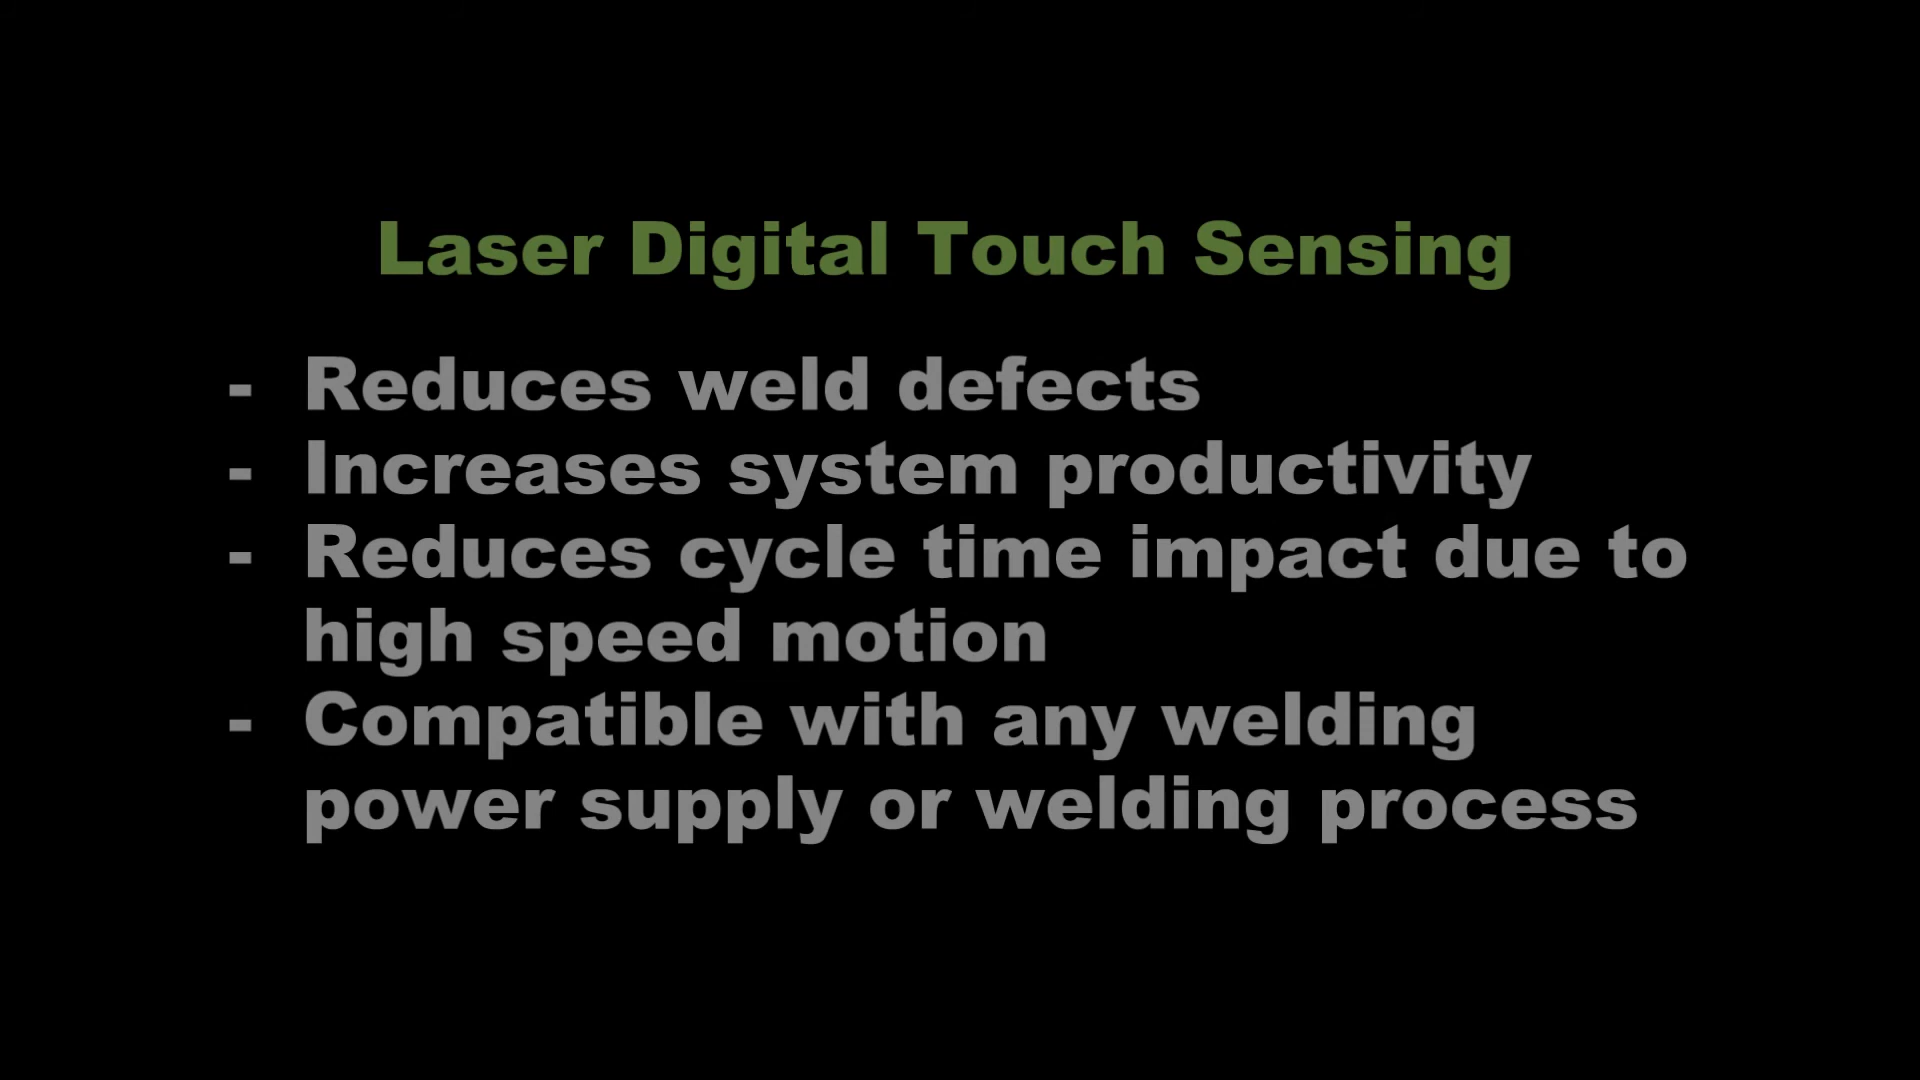 Laser Digital Touch Sensing
- Reduces weld defects
- Increases system productivity
- Reduces cycle time impact due to
high speed motion
- Compatible with any welding
power supply or welding process